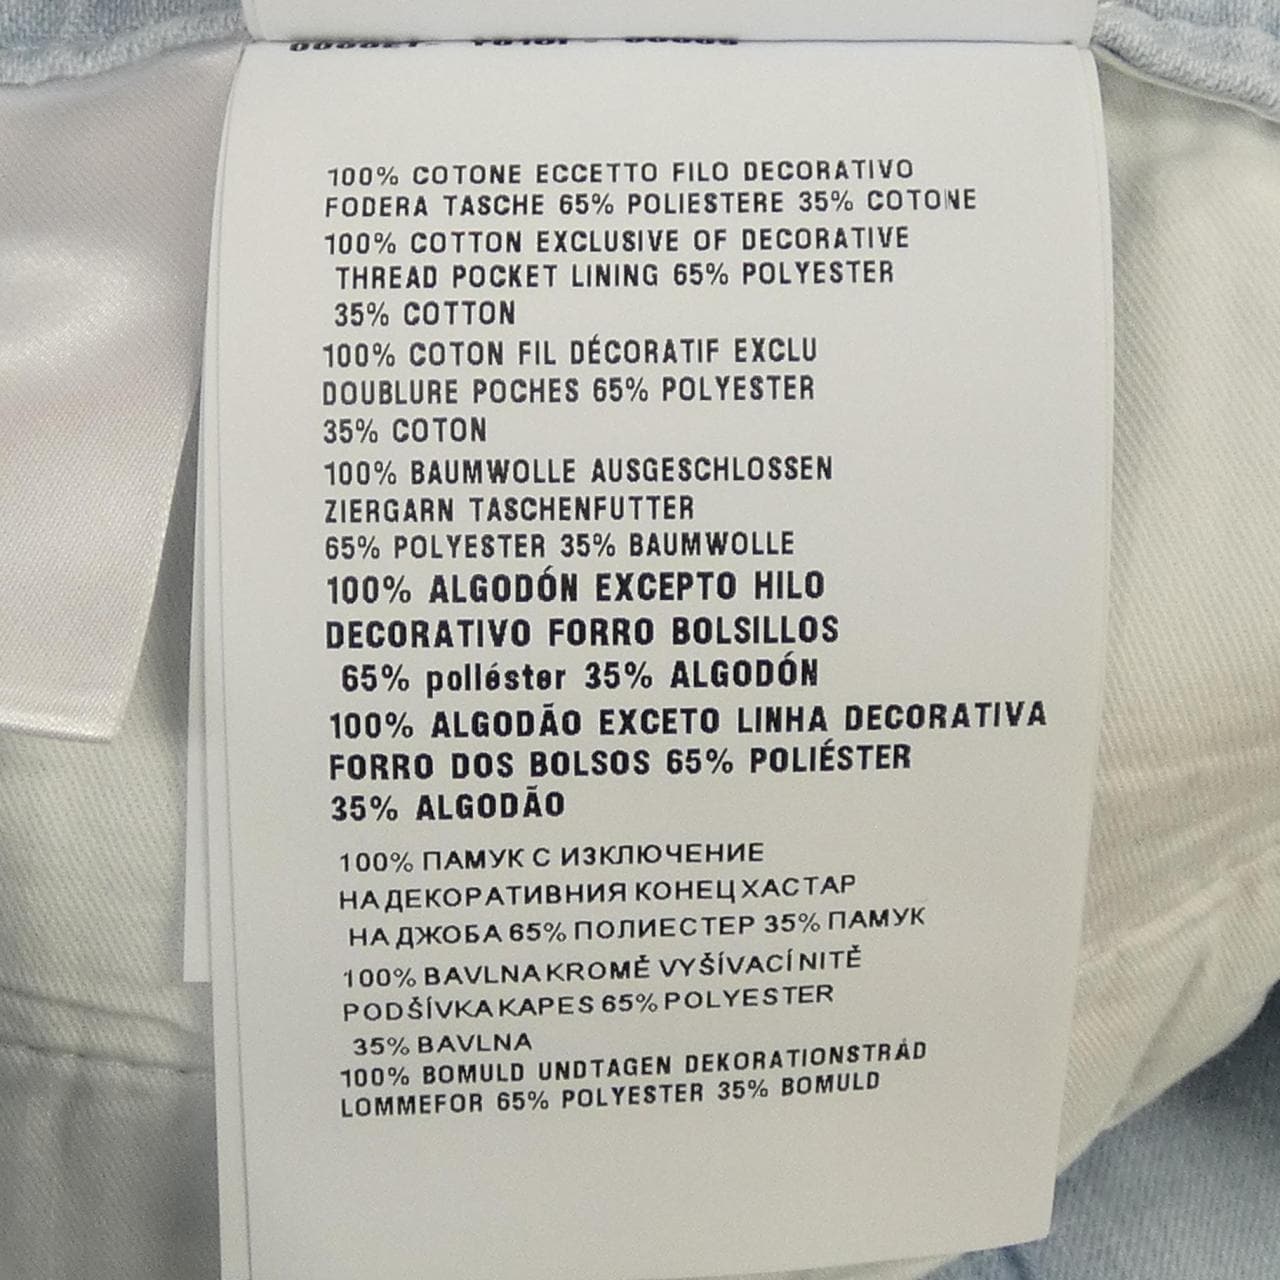 100% COTONE ECCETTO FILO DECORATIVO
FODERA TASCHE 65% POLIESTERE 35% COTONE
100% COTTON EXCLUSIVE OF DECORATIVE
THREAD POCKET LINING 65% POLYESTER
35% COTTON
100% COTON FIL DÉCORATIF EXCLU
DOUBLURE POCHES 65% POLYESTER
35% COTON
100% BAUMWOLLE AUSGESCHLOSSEN
ZIERGARN TASCHENFUTTER
65% POLYESTER 35% BAUMWOLLE
100% ALGODÓN EXCEPTO HILO
DECORATIVO FORRO BOLSILLOS
65% polléster 35% ALGODÓN
100% ALGODÃO EXCETO LINHA DECORATIVA
FORRO DOS BOLSOS 65% POLIÉSTER
35% ALGODÃO
100% ПАМУК С ИЗКЛЮЧЕНИЕ
НА ДЕКОРАТИВНИЯ КОНЕЦ ХАСТАР
НА ДЖОБА 65% ПОЛИЕСТЕР 35% ПАМУК
100% BAVLNA KROMĚ VYŠÍVACÍ NITĚ
PODŠÍVKA KAPES 65% POLYESTER
35% BAVLNA
100% BOMULD UNDTAGEN DEKORATIONSTRÅD
LOMMEFOR 65% POLYESTER 35% BOMULD